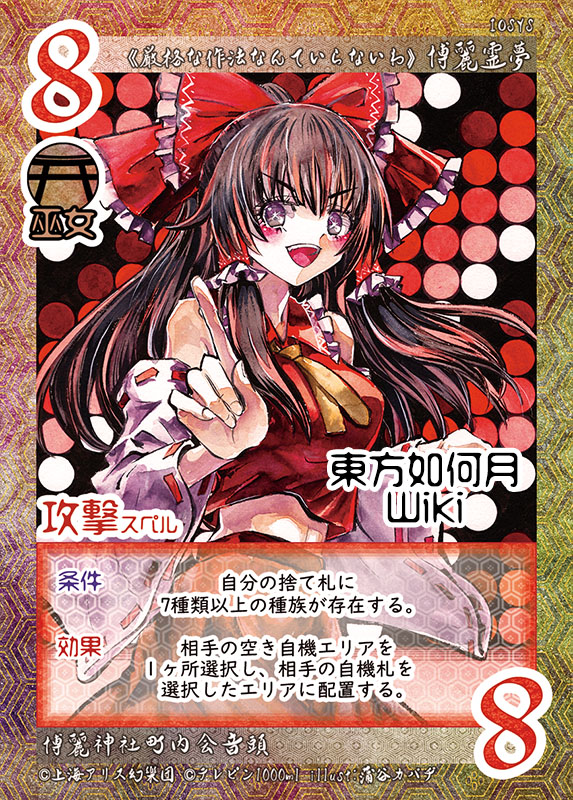 IOSYS
8
《厳格な作法なんていらないわ》博麗霊夢
巫女
東方如何月
Wiki
攻撃スペル
条件
自分の捨て札に
7種類以上の種族が存在する。
効果
相手の空き自機エリアを
1ヶ所選択し、相手の自機札を
選択したエリアに配置する。
8
博麗神社町内会音頭
©上海アリス幻樂団 ©テレピン1000ml illust:蒲谷カバヂ